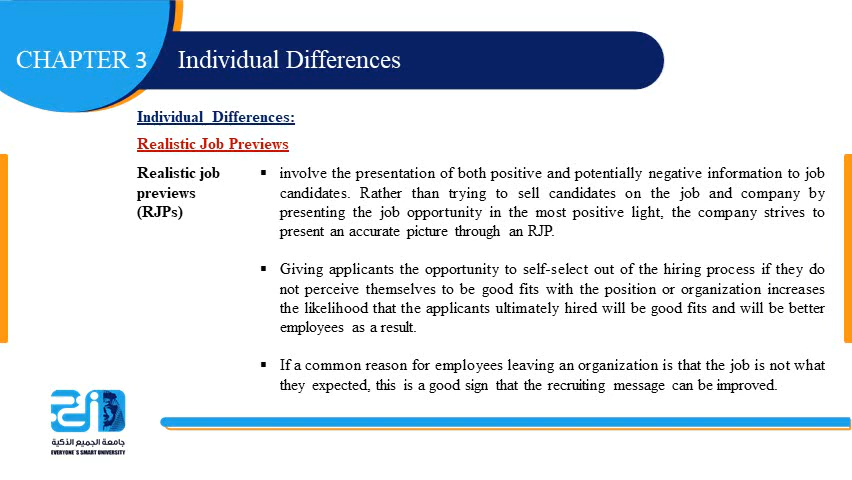 CHAPTER 3
Individual Differences
Individual Differences:
Realistic Job Previews
Realistic job
previews
(RJPs)
▪ involve the presentation of both positive and potentially negative information to job
candidates. Rather than trying to sell candidates on the job and company by
presenting the job opportunity in the most positive light, the company strives to
present an accurate picture through an RJP.
▪ Giving applicants the opportunity to self-select out of the hiring process if they do
not perceive themselves to be good fits with the position or organization increases
the likelihood that the applicants ultimately hired will be good fits and will be better
employees as a result.
▪ If a common reason for employees leaving an organization is that the job is not what
they expected, this is a good sign that the recruiting message can be improved.
جامعة الجميع الذكية
EVERYONE'S SMART UNIVERSITY